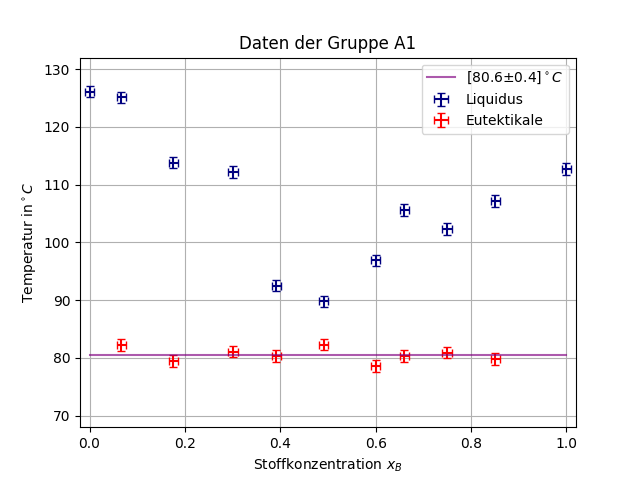 Daten der Gruppe A1
[80.6±0.4]°C
Liquidus
Eutektikale
Temperatur in°C
130
120
110
100
90
80
70
0.0 0.2 0.4 0.6 0.8 1.0
Stoffkonzentration x_B